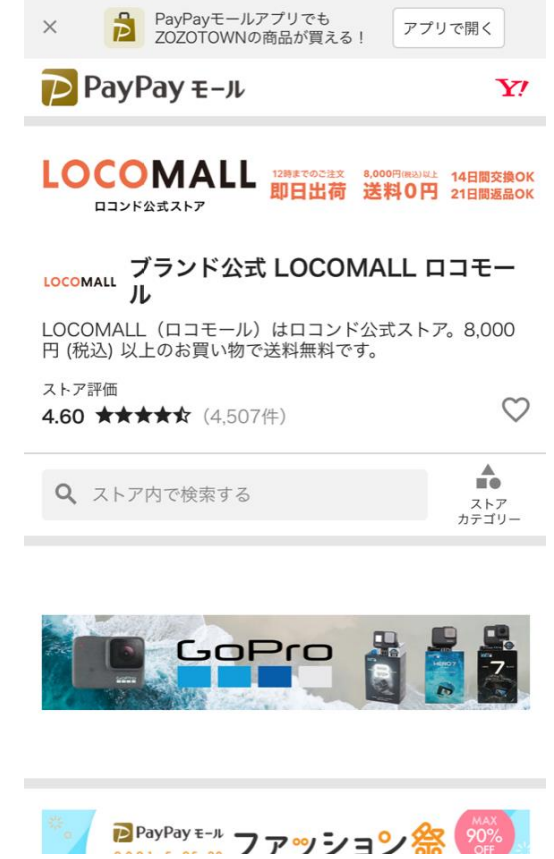 PayPayモールアプリでも
ZOZOTOWNの商品が買える！
アプリで開く
PayPay モール
Y!
LOCOMALL
ロコンド公式ストア
12時までのご注文
即日出荷
8,000円(税込)以上
送料0円
14日間交換OK
21日間返品OK
LOCOMALL
ブランド公式 LOCOMALL ロコモー
ル
LOCOMALL（ロコモール）はロコンド公式ストア。8,000
円 (税込) 以上のお買い物で送料無料です。
ストア評価
4.60 ★★★★ (4,507件)
ストア内で検索する
ストア
カテゴリー
GoPro
HERO7
7
PayPay モール
ファッション祭
MAX
90%
OFF